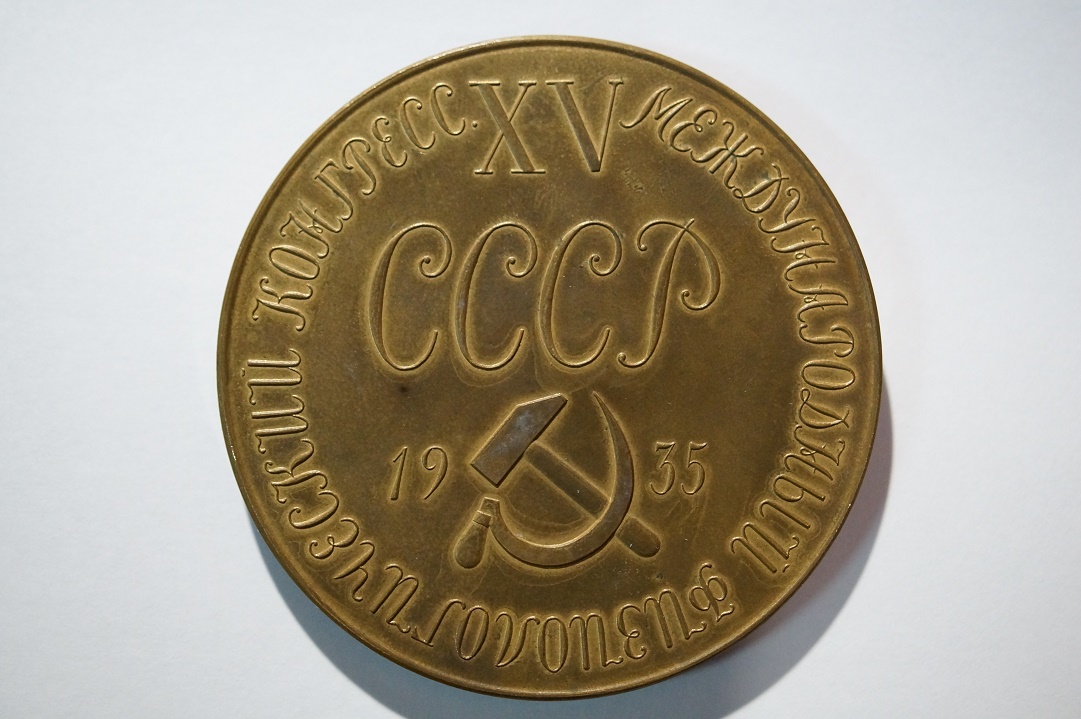 XV МЕЖДУНАРОДНЫЙ ФИЗИОЛОГИЧЕСКИЙ КОНГРЕСС.
СССР
19 35